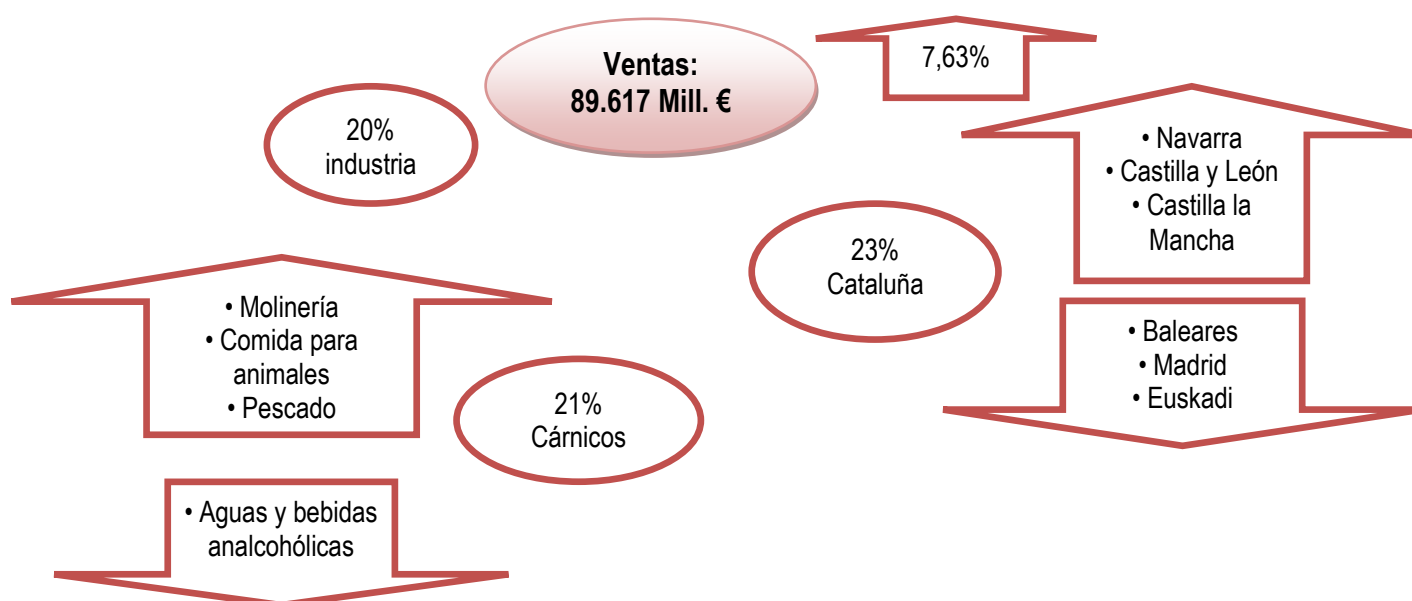 Ventas:
89.617 Mill. €
7,63%
20%
industria
• Navarra
• Castilla y León
• Castilla la
Mancha
23%
Cataluña
• Molinería
• Comida para
animales
• Pescado
• Baleares
• Madrid
• Euskadi
21%
Cárnicos
• Aguas y bebidas
analcohólicas